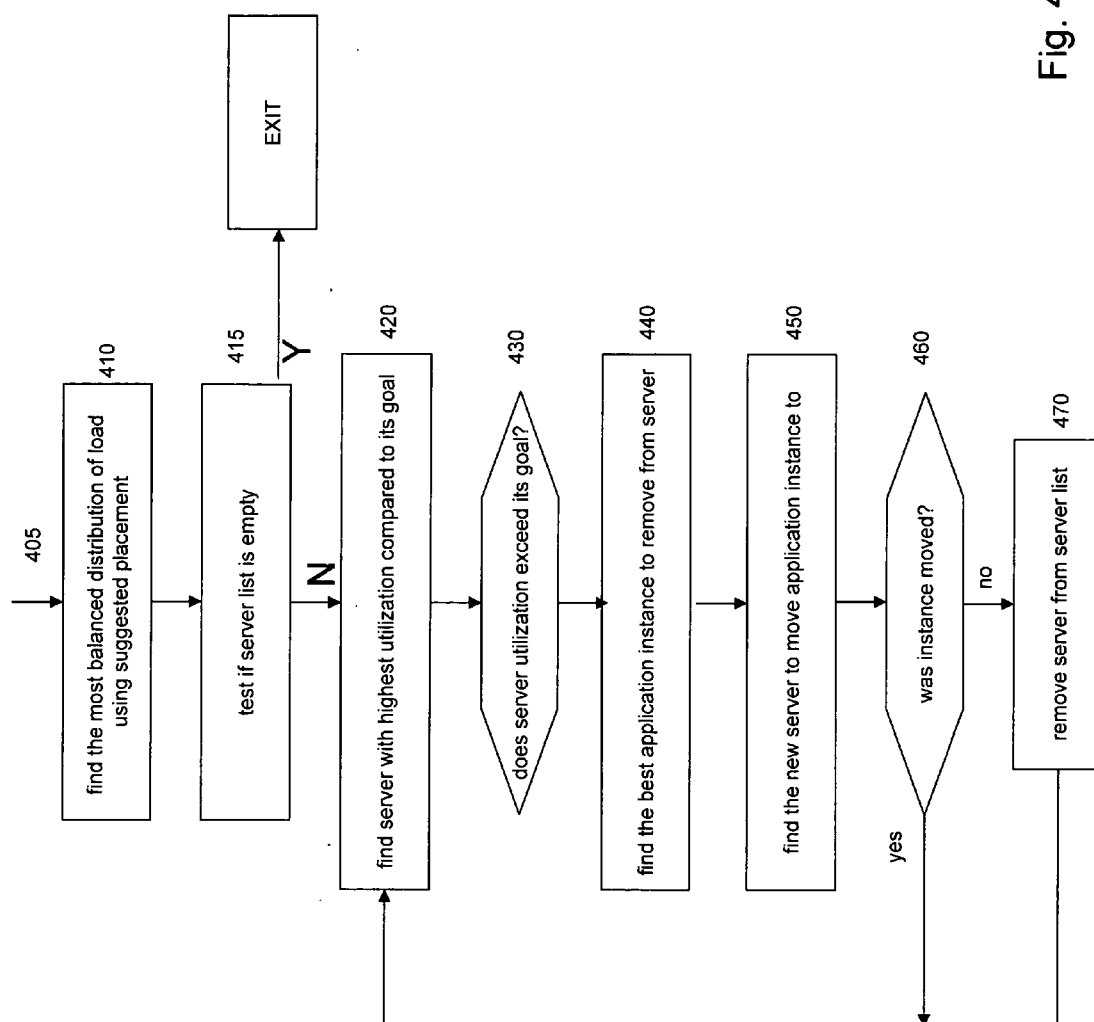 405
find the most balanced distribution of load
using suggested placement
410
test if server list is empty
415
Y
EXIT
N
find server with highest utilization compared to its goal
420
does server utilization exceed its goal?
430
find the best application instance to remove from server
440
find the new server to move application instance to
450
was instance moved?
460
yes
no
remove server from server list
470
Fig. 4